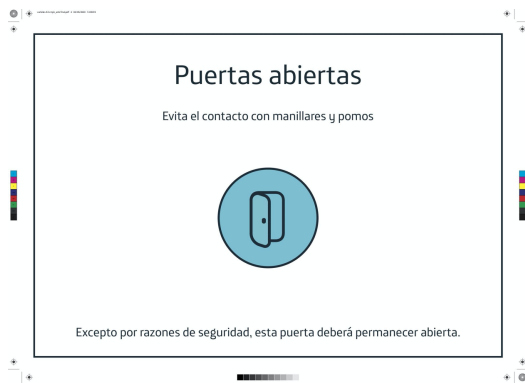 Puertas abiertas
Evita el contacto con manillares y pomos
Excepto por razones de seguridad, esta puerta deberá permanecer abierta.